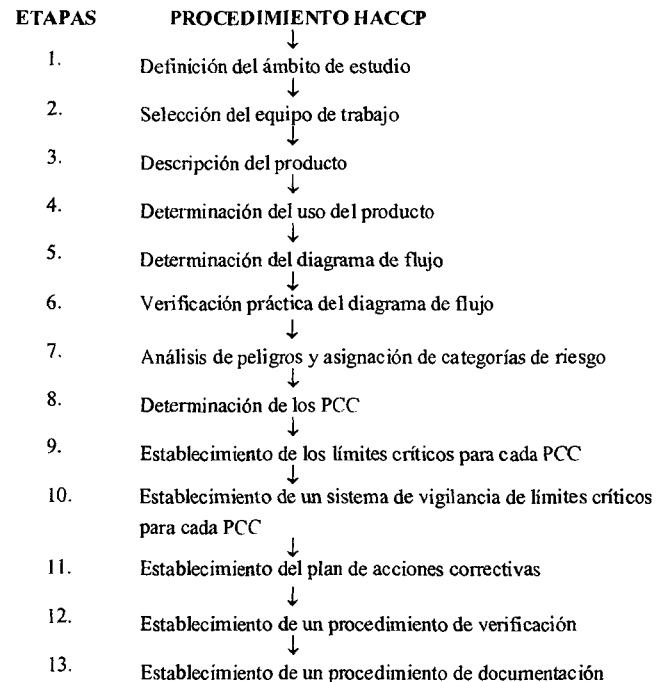 ETAPAS PROCEDIMIENTO HACCP
1. Definición del ámbito de estudio
2. Selección del equipo de trabajo
3. Descripción del producto
4. Determinación del uso del producto
5. Determinación del diagrama de flujo
6. Verificación práctica del diagrama de flujo
7. Análisis de peligros y asignación de categorías de riesgo
8. Determinación de los PCC
9. Establecimiento de los límites críticos para cada PCC
10. Establecimiento de un sistema de vigilancia de límites críticos
para cada PCC
11. Establecimiento del plan de acciones correctivas
12. Establecimiento de un procedimiento de verificación
13. Establecimiento de un procedimiento de documentación